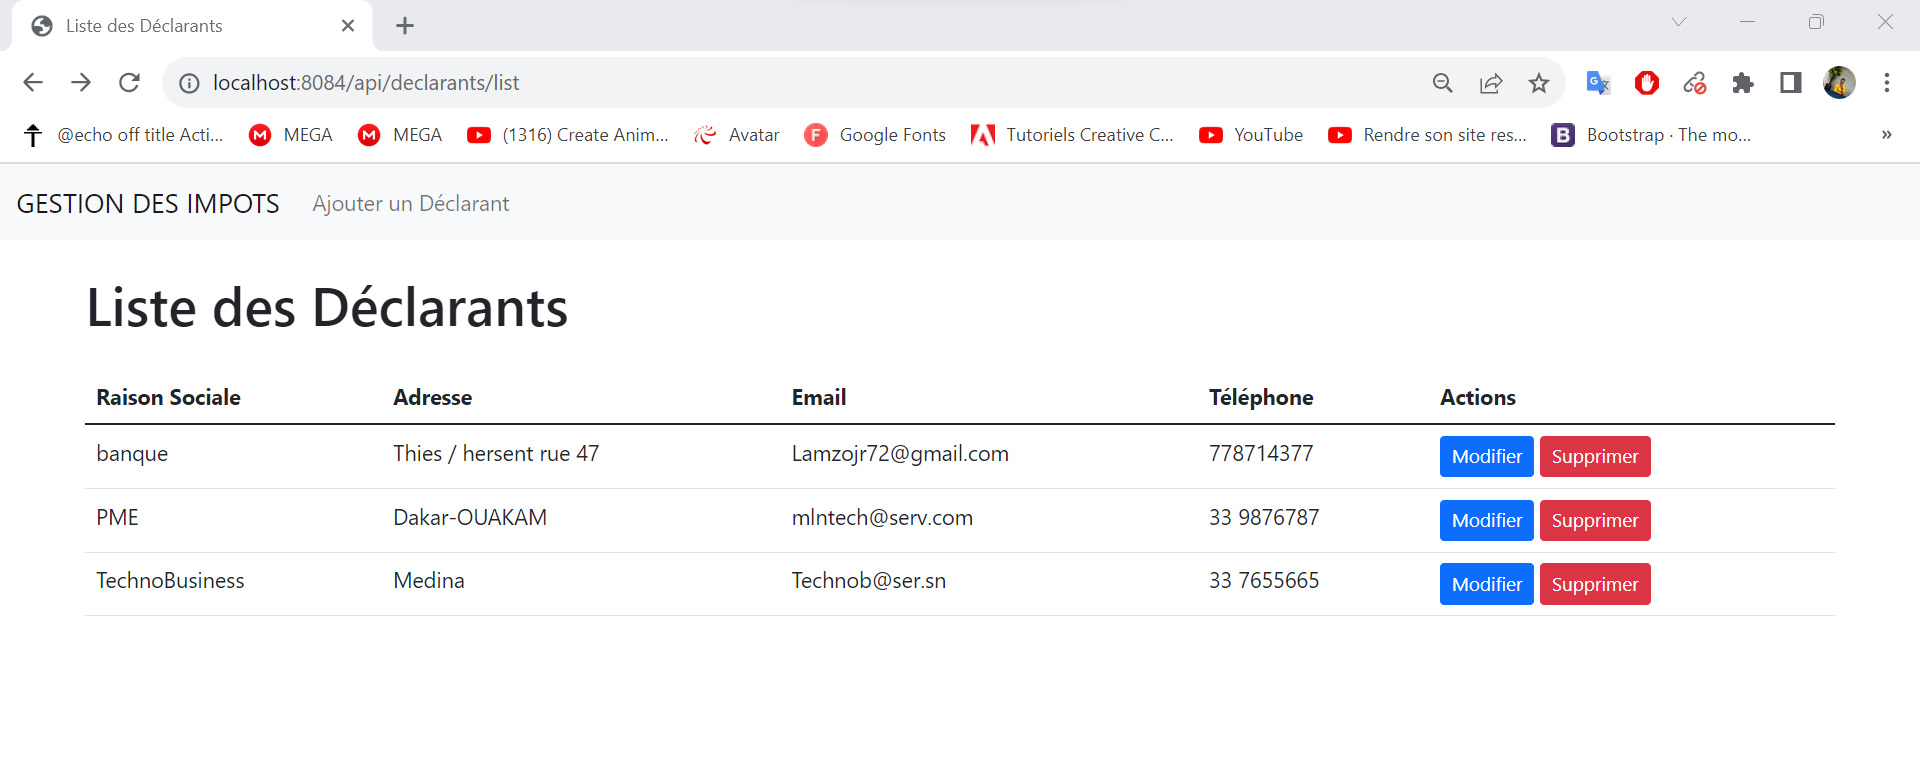 Liste des Déclarants
localhost:8084/api/declarants/list
@echo off title Acti... MEGA MEGA (1316) Create Anim... Avatar Google Fonts Tutoriels Creative C... YouTube Rendre son site res... Bootstrap · The mo... »
GESTION DES IMPOTS Ajouter un Déclarant
Liste des Déclarants
Raison Sociale Adresse Email Téléphone Actions
banque Thies / hersent rue 47 Lamzojr72@gmail.com 778714377 Modifier Supprimer
PME Dakar-OUAKAM mlntech@serv.com 33 9876787 Modifier Supprimer
TechnoBusiness Medina Technob@ser.sn 33 7655665 Modifier Supprimer